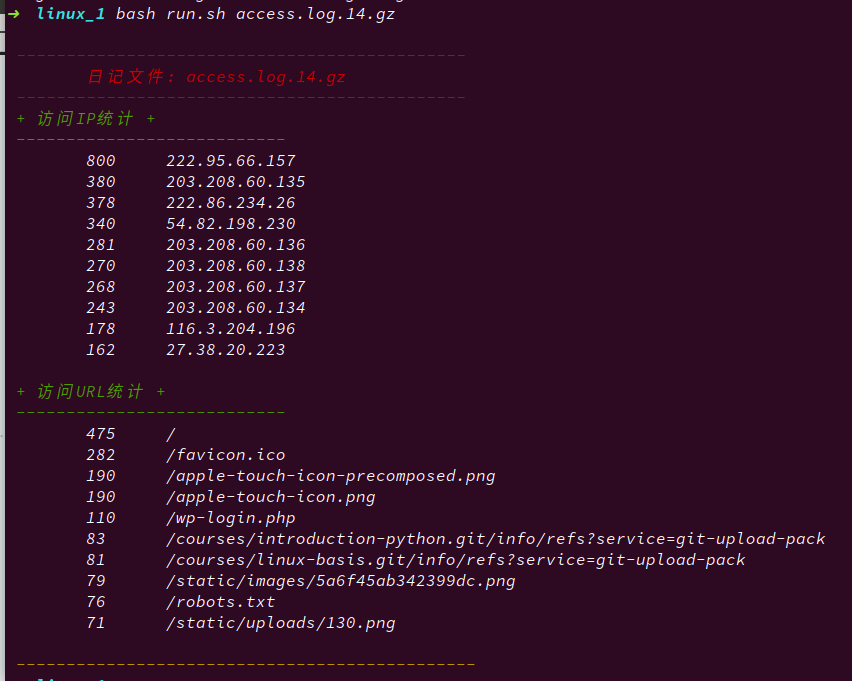 ➜ linux_1 bash run.sh access.log.14.gz
---------------------------------------------
日记文件: access.log.14.gz
---------------------------------------------
+ 访问IP统计 +
---------------------------
800 222.95.66.157
380 203.208.60.135
378 222.86.234.26
340 54.82.198.230
281 203.208.60.136
270 203.208.60.138
268 203.208.60.137
243 203.208.60.134
178 116.3.204.196
162 27.38.20.223
+ 访问URL统计 +
---------------------------
475 /
282 /favicon.ico
190 /apple-touch-icon-precomposed.png
190 /apple-touch-icon.png
110 /wp-login.php
83 /courses/introduction-python.git/info/refs?service=git-upload-pack
81 /courses/linux-basis.git/info/refs?service=git-upload-pack
79 /static/images/5a6f45ab342399dc.png
76 /robots.txt
71 /static/uploads/130.png
----------------------------------------------